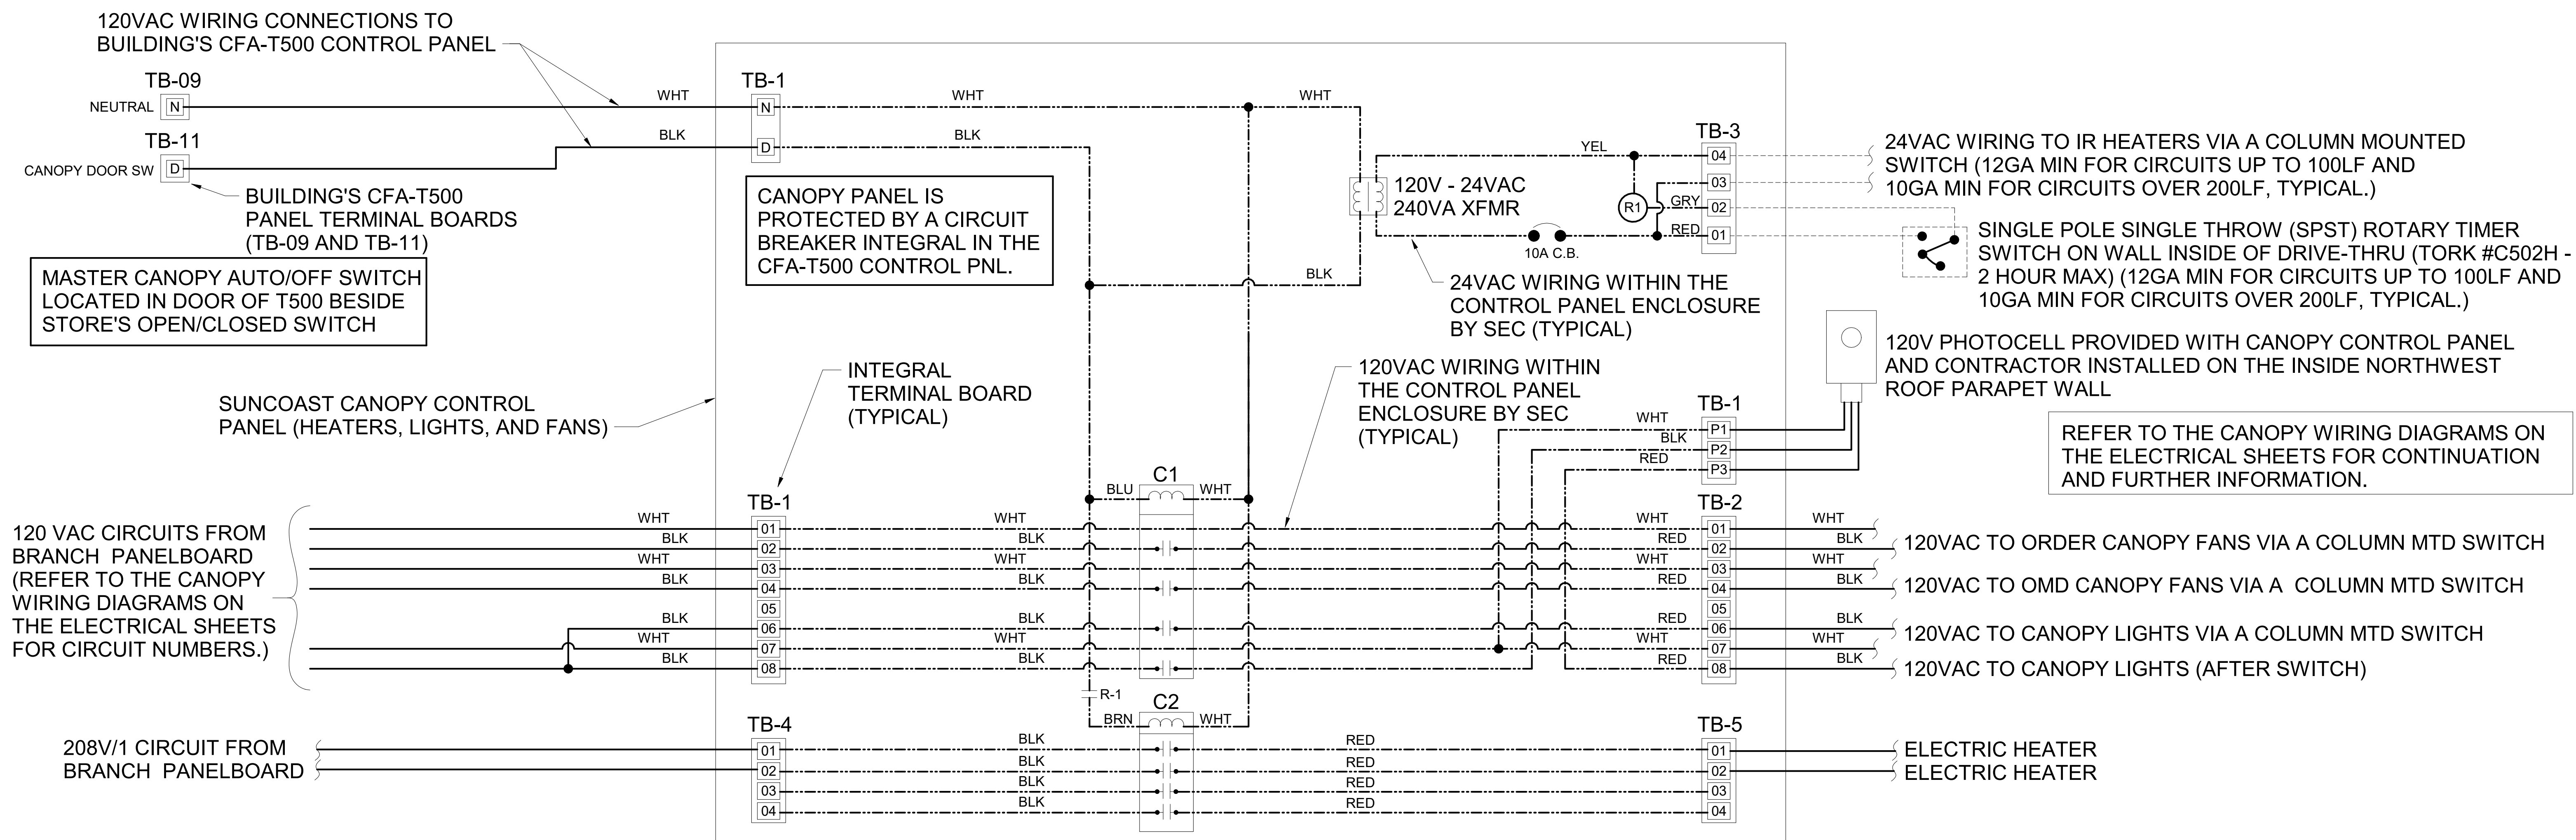 120VAC WIRING CONNECTIONS TO
BUILDING'S CFA-T500 CONTROL PANEL
TB-09
NEUTRAL N
WHT
TB-11
CANOPY DOOR SW D
BLK
BUILDING'S CFA-T500
PANEL TERMINAL BOARDS
(TB-09 AND TB-11)
MASTER CANOPY AUTO/OFF SWITCH
LOCATED IN DOOR OF T500 BESIDE
STORE'S OPEN/CLOSED SWITCH
SUNCOAST CANOPY CONTROL
PANEL (HEATERS, LIGHTS, AND FANS)
TB-1
N
D
WHT
BLK
WHT
BLK
CANOPY PANEL IS
PROTECTED BY A CIRCUIT
BREAKER INTEGRAL IN THE
CFA-T500 CONTROL PNL.
120V - 24VAC
240VA XFMR
YEL
R1
GRY
RED
10A C.B.
TB-3
04
03
02
01
24VAC WIRING WITHIN THE
CONTROL PANEL ENCLOSURE
BY SEC (TYPICAL)
24VAC WIRING TO IR HEATERS VIA A COLUMN MOUNTED
SWITCH (12GA MIN FOR CIRCUITS UP TO 100LF AND
10GA MIN FOR CIRCUITS OVER 200LF, TYPICAL.)
SINGLE POLE SINGLE THROW (SPST) ROTARY TIMER
SWITCH ON WALL INSIDE OF DRIVE-THRU (TORK #C502H -
2 HOUR MAX) (12GA MIN FOR CIRCUITS UP TO 100LF AND
10GA MIN FOR CIRCUITS OVER 200LF, TYPICAL.)
120V PHOTOCELL PROVIDED WITH CANOPY CONTROL PANEL
AND CONTRACTOR INSTALLED ON THE INSIDE NORTHWEST
ROOF PARAPET WALL
REFER TO THE CANOPY WIRING DIAGRAMS ON
THE ELECTRICAL SHEETS FOR CONTINUATION
AND FURTHER INFORMATION.
INTEGRAL
TERMINAL BOARD
(TYPICAL)
120VAC WIRING WITHIN
THE CONTROL PANEL
ENCLOSURE BY SEC
(TYPICAL)
TB-1
WHT P1
BLK P2
RED P3
120 VAC CIRCUITS FROM
BRANCH PANELBOARD
(REFER TO THE CANOPY
WIRING DIAGRAMS ON
THE ELECTRICAL SHEETS
FOR CIRCUIT NUMBERS.)
C1
BLU WHT
TB-1
TB-2
WHT 01 WHT WHT 01 WHT
BLK 02 BLK RED 02 BLK
120VAC TO ORDER CANOPY FANS VIA A COLUMN MTD SWITCH
WHT 03 WHT WHT 03 WHT
BLK 04 BLK RED 04 BLK
120VAC TO OMD CANOPY FANS VIA A COLUMN MTD SWITCH
05 05
BLK 06 BLK RED 06 BLK
120VAC TO CANOPY LIGHTS VIA A COLUMN MTD SWITCH
WHT 07 WHT WHT 07 WHT
BLK 08 BLK RED 08 BLK
120VAC TO CANOPY LIGHTS (AFTER SWITCH)
R-1
C2
BRN WHT
208V/1 CIRCUIT FROM
BRANCH PANELBOARD
TB-4
TB-5
01 BLK RED 01 ELECTRIC HEATER
02 BLK RED 02 ELECTRIC HEATER
03 BLK RED 03
04 BLK RED 04